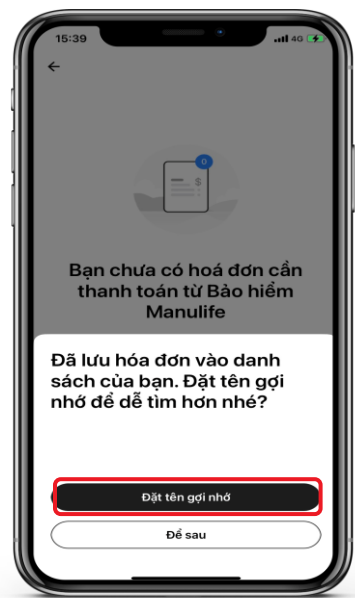 15:39
4G
0
$
Bạn chưa có hoá đơn cần
thanh toán từ Bảo hiểm
Manulife
Đã lưu hóa đơn vào danh
sách của bạn. Đặt tên gợi
nhớ để dễ tìm hơn nhé?
Đặt tên gợi nhớ
Để sau